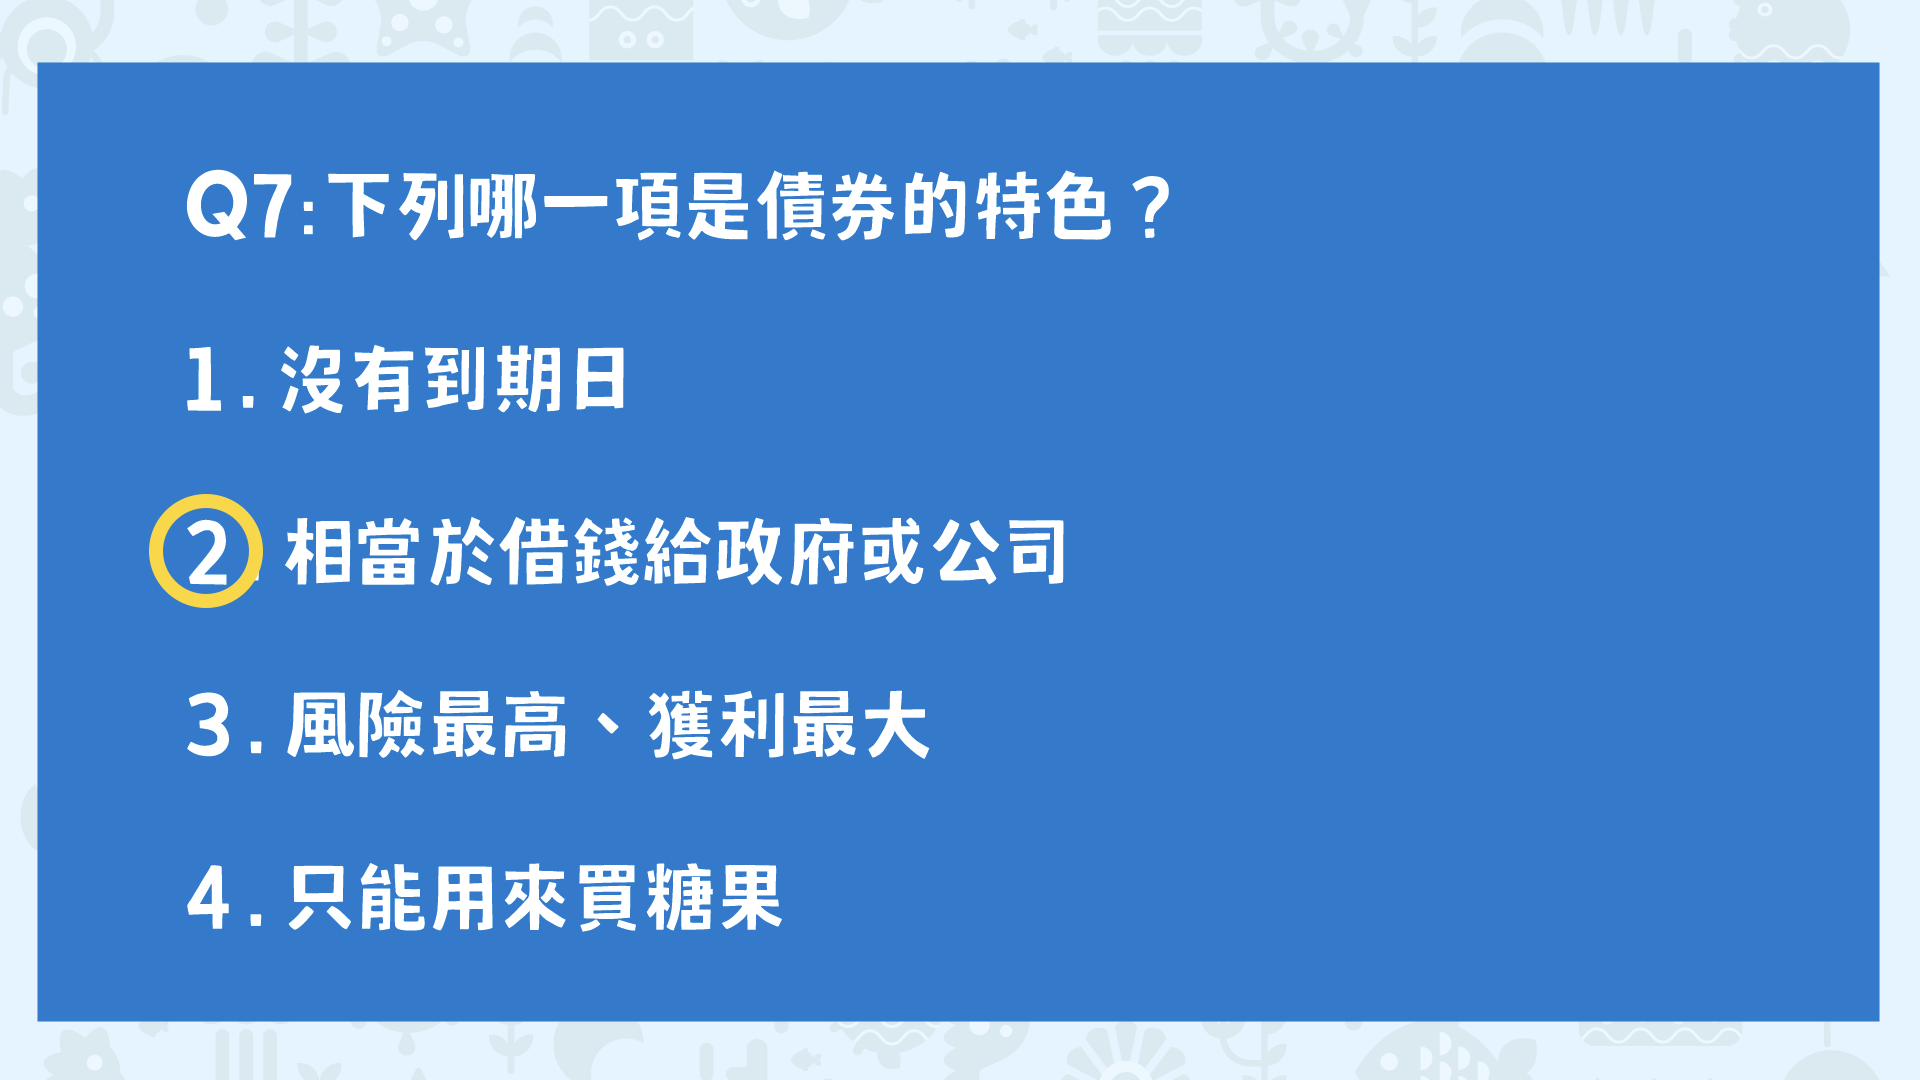 Q7:下列哪一項是債券的特色？
1. 沒有到期日
2. 相當於借錢給政府或公司
3. 風險最高、獲利最大
4. 只能用來買糖果